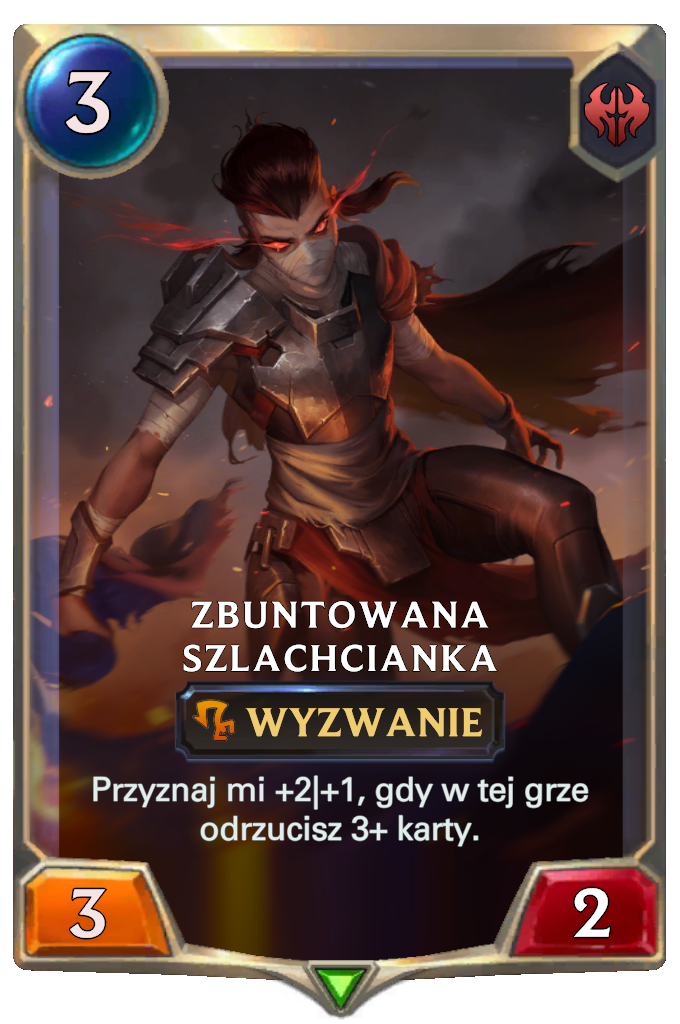 3
ZBUNTOWANA
SZLACHCIANKA
WYZWANIE
Przyznaj mi +2|+1, gdy w tej grze
odrzucisz 3+ karty.
3
2